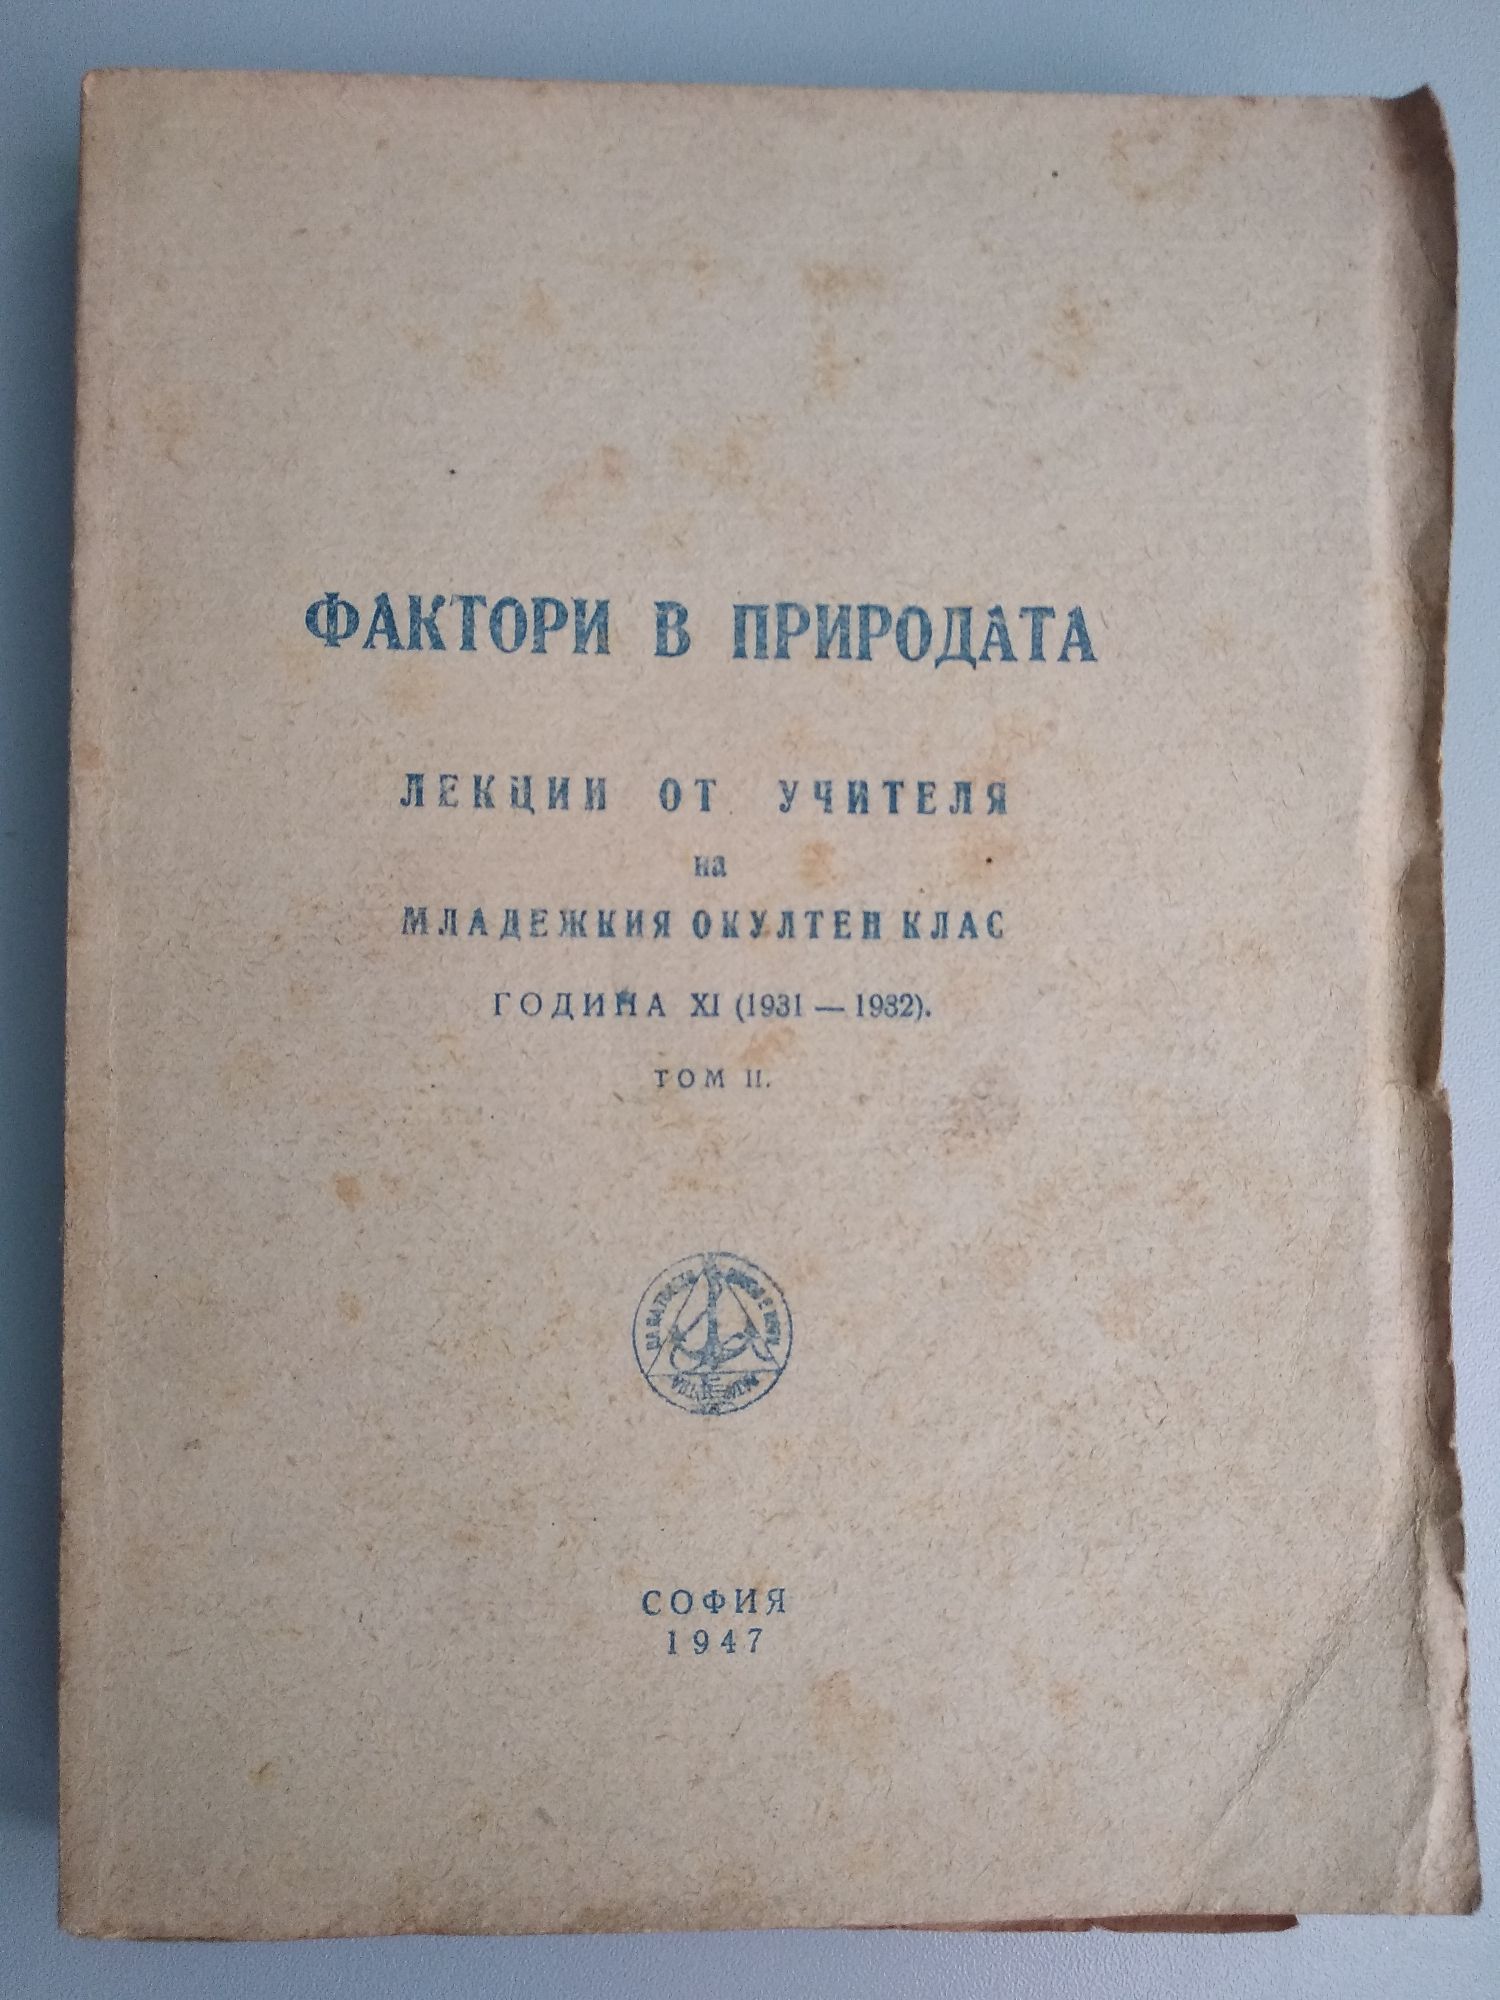 ФАКТОРИ В ПРИРОДАТА
ЛЕКЦИИ ОТ УЧИТЕЛЯ
на
МЛАДЕЖКИЯ ОКУЛТЕН КЛАС
ГОДИНА XI (1931 — 1932).
ТОМ II.
СОФИЯ
1947